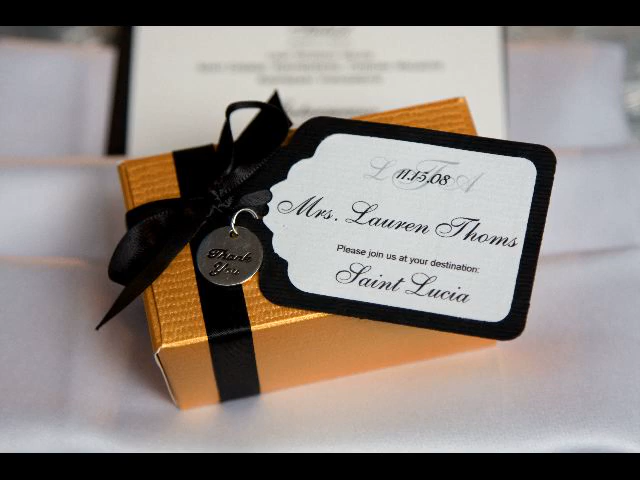 L T A
11.15.08
Mrs. Lauren Thoms
Please join us at your destination:
Saint Lucia
Thank
You